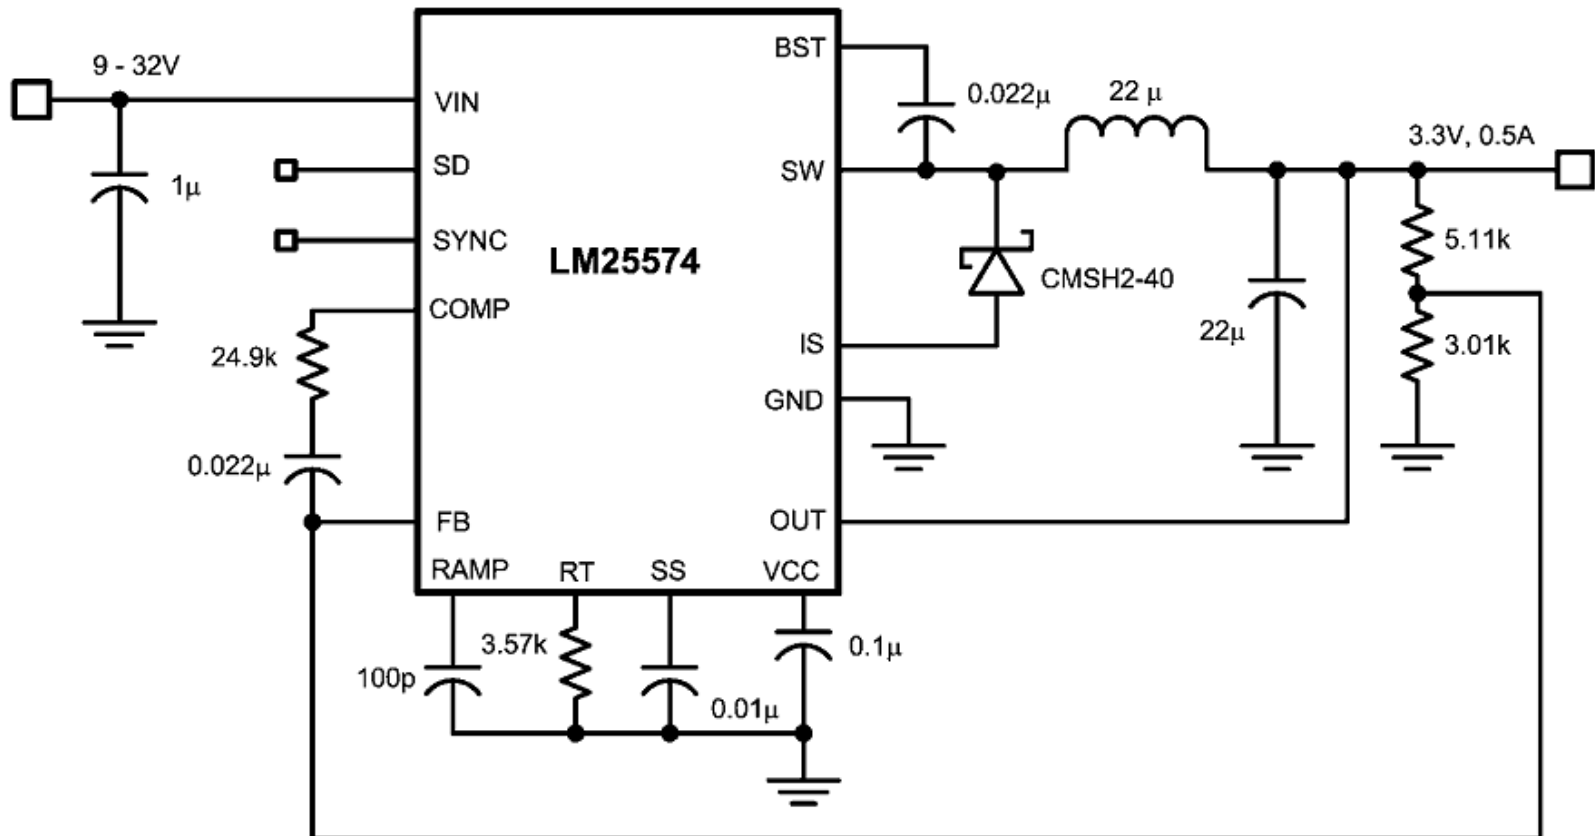 9 - 32V
1μ
VIN
SD
SYNC
COMP
24.9k
0.022μ
FB
RAMP
RT
SS
VCC
LM25574
BST
SW
IS
GND
OUT
0.022μ
22 μ
3.3V, 0.5A
CMSH2-40
22μ
5.11k
3.01k
100p
3.57k
0.01μ
0.1μ